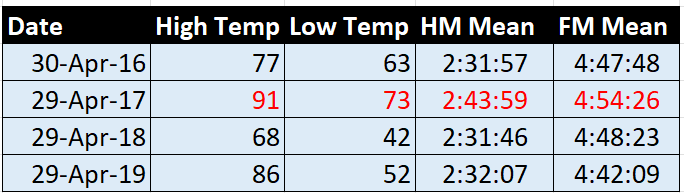 Date High Temp Low Temp HM Mean FM Mean
30-Apr-16 77 63 2:31:57 4:47:48
29-Apr-17 91 73 2:43:59 4:54:26
29-Apr-18 68 42 2:31:46 4:48:23
29-Apr-19 86 52 2:32:07 4:42:09